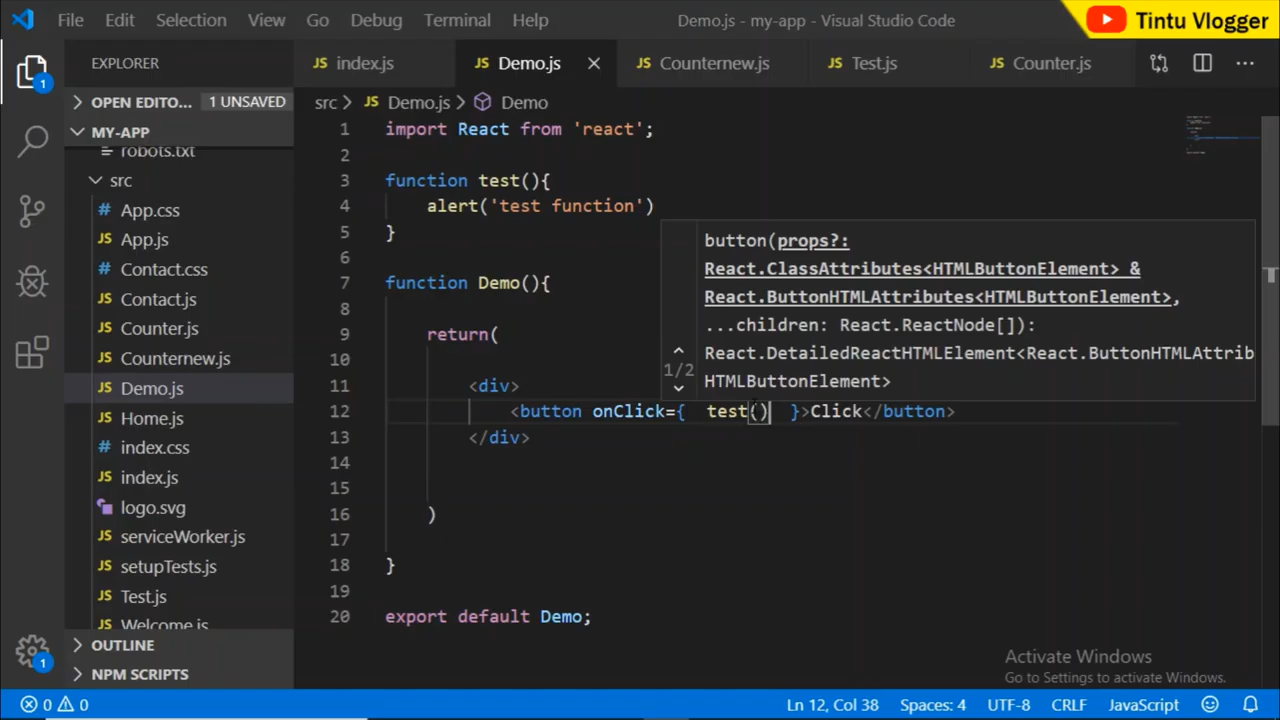 File Edit Selection View Go Debug Terminal Help
Demo.js - my-app - Visual Studio Code
Tintu Vlogger
EXPLORER
JS index.js
JS Demo.js
JS Counternew.js
JS Test.js
JS Counter.js
1
OPEN EDITO... 1 UNSAVED
MY-APP
robots.txt
src
# App.css
JS App.js
# Contact.css
JS Contact.js
JS Counter.js
JS Counternew.js
JS Demo.js
JS Home.js
# index.css
JS index.js
logo.svg
JS serviceWorker.js
JS setupTests.js
JS Test.js
JS Welcome.js
OUTLINE
NPM SCRIPTS
1
src > JS Demo.js > Demo
1 import React from 'react';
2
3 function test(){
4 alert('test function')
5 }
6
7 function Demo(){
8
9 return(
10
11 <div>
12 <button onClick={  test()  }>Click</button>
13 </div>
14
15
16 )
17
18 }
19
20 export default Demo;
button(props?:
React.ClassAttributes<HTMLButtonElement> &
React.ButtonHTMLAttributes<HTMLButtonElement>,
...children: React.ReactNode[]):
1/2
React.DetailedReactHTMLElement<React.ButtonHTMLAttrib
HTMLButtonElement>
Activate Windows
Go to Settings to activate Windows.
0 0
Ln 12, Col 38 Spaces: 4 UTF-8 CRLF JavaScript